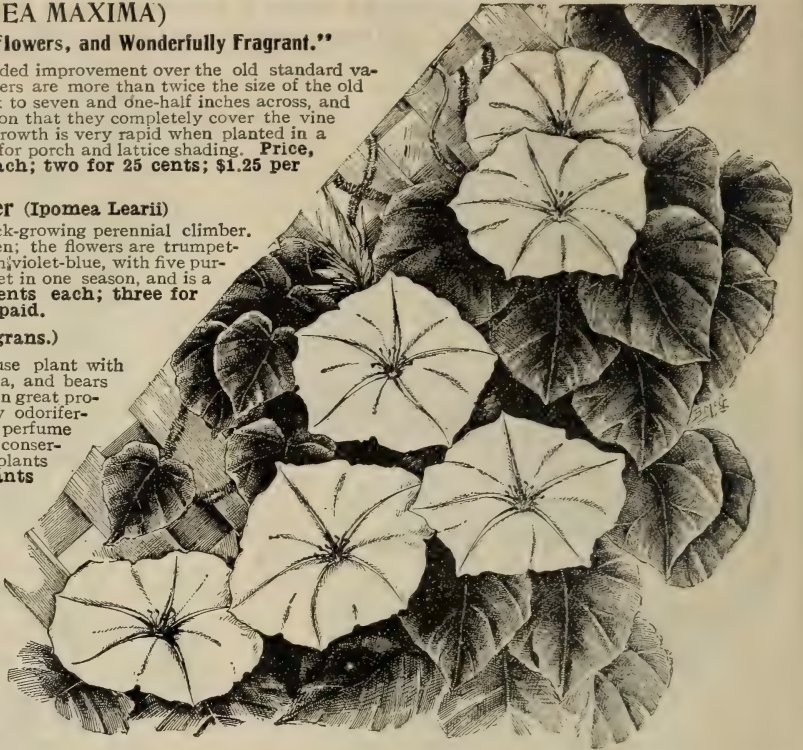 EA MAXIMA)
Flowers, and Wonderfully Fragrant."
ded improvement over the old standard va-
ers are more than twice the size of the old
to seven and one-half inches across, and
on that they completely cover the vine
rowth is very rapid when planted in a
for porch and lattice shading. Price,
ach; two for 25 cents; $1.25 per
er (Ipomea Learii)
ck-growing perennial climber.
en; the flowers are trumpet-
violet-blue, with five pur-
et in one season, and is a
ents each; three for
paid.
grans.)
use plant with
a, and bears
n great pro-
y odorifer-
perfume
conser-
plants
nts